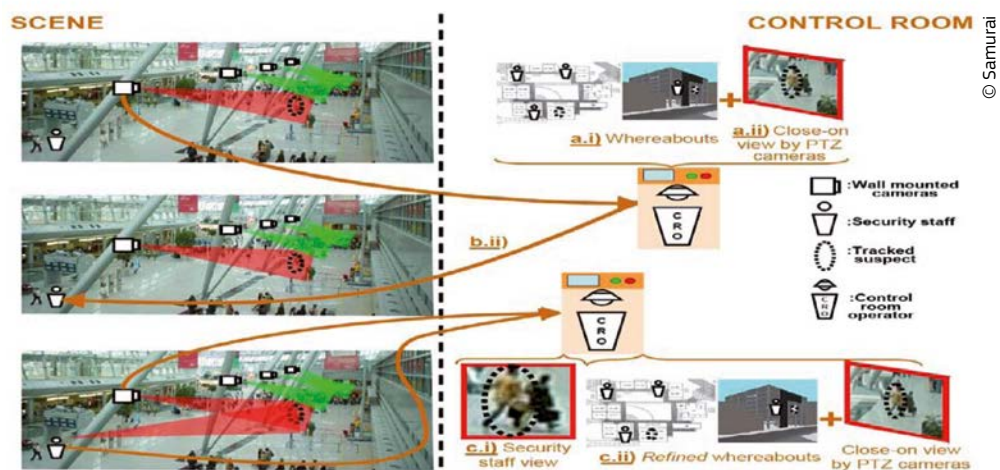 SCENE
CONTROL ROOM
© Samurai
a.i) Whereabouts
a.ii) Close-on
view by PTZ
cameras
:Wall mounted
cameras
:Security staff
:Tracked
suspect
:Control
room
operator
CRO
CRO
CRO
b.ii)
c.i) Security
staff view
c.ii) Refined whereabouts
Close-on view
by PTZ cameras